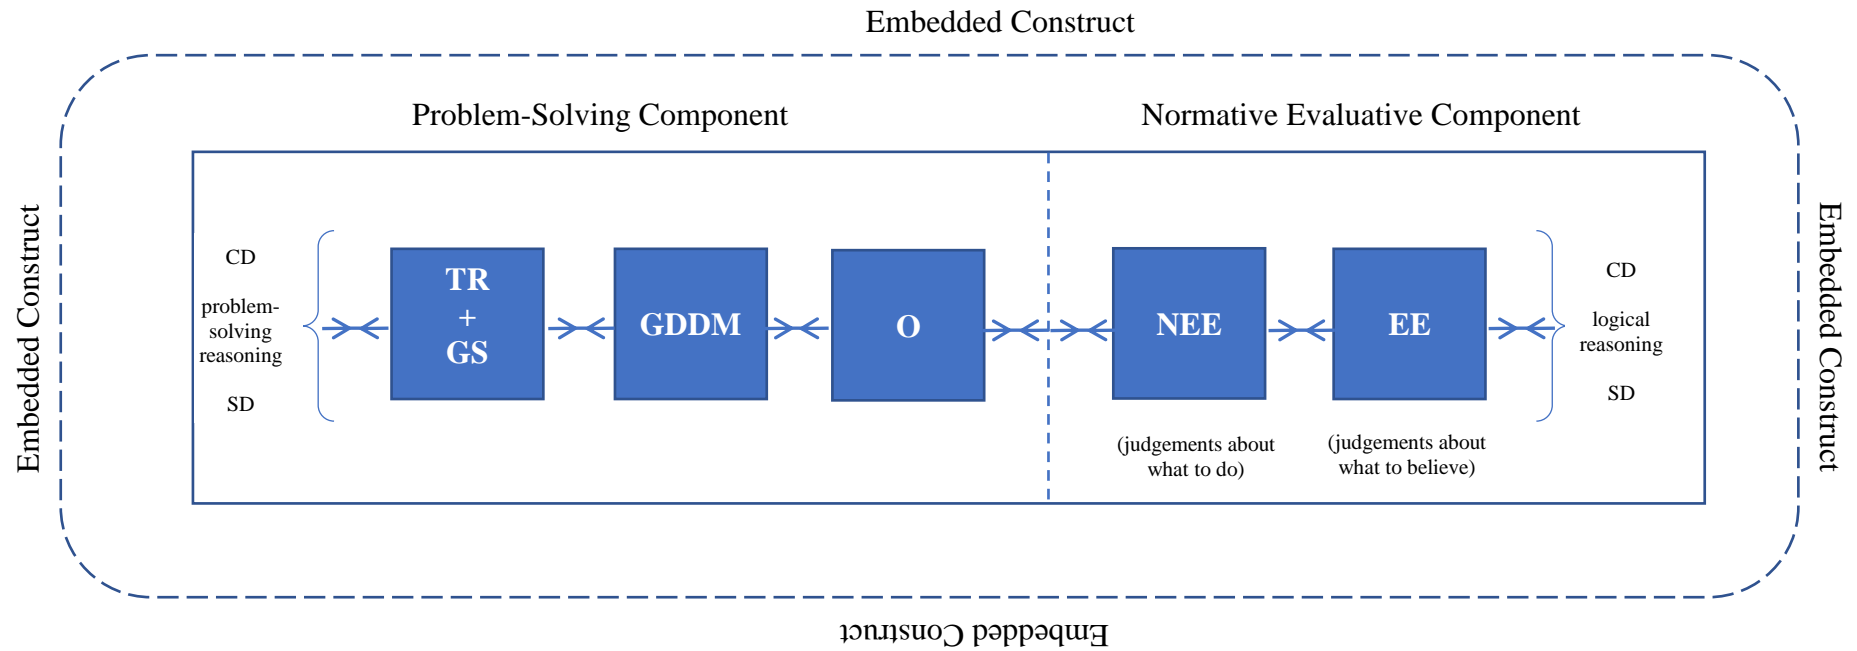 Embedded Construct
Problem-Solving Component
Normative Evaluative Component
Embedded Construct
CD
problem-
solving
reasoning
SD
TR
+
GS
GDDM
O
NEE
(judgements about
what to do)
EE
(judgements about
what to believe)
CD
logical
reasoning
SD
Embedded Construct
Embedded Construct